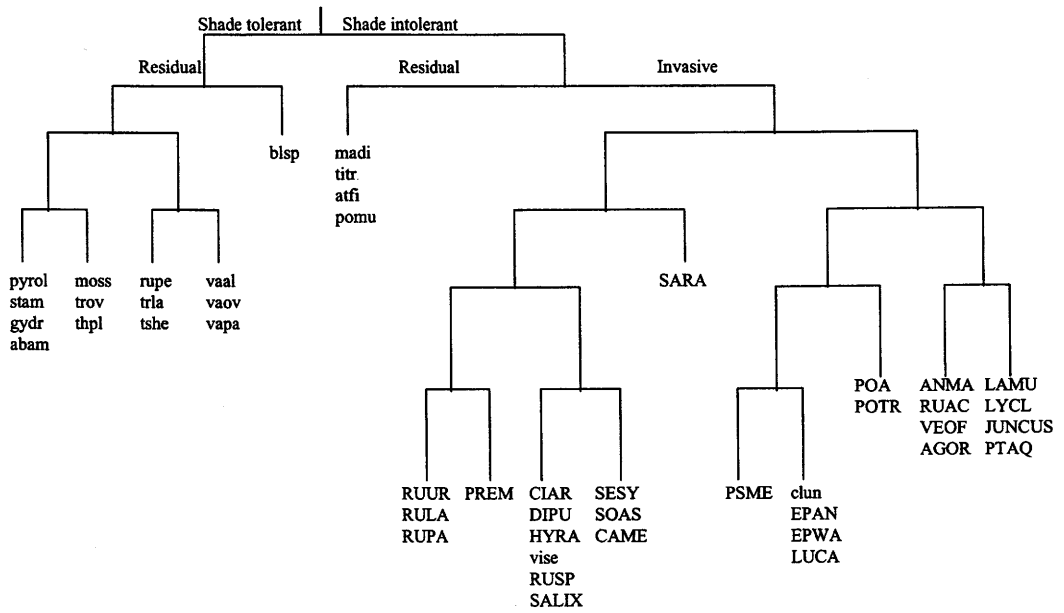 Shade tolerant Shade intolerant
Residual Residual Invasive
blsp
madi
titr
atfi
pomu
pyrol
stam
gydr
abam
moss
trov
thpl
rupe
trla
tshe
vaal
vaov
vapa
SARA
POA
POTR
ANMA
RUAC
VEOF
AGOR
LAMU
LYCL
JUNCUS
PTAQ
RUUR
RULA
RUPA
PREM
CIAR
DIPU
HYRA
vise
RUSP
SALIX
SESY
SOAS
CAME
PSME
clun
EPAN
EPWA
LUCA